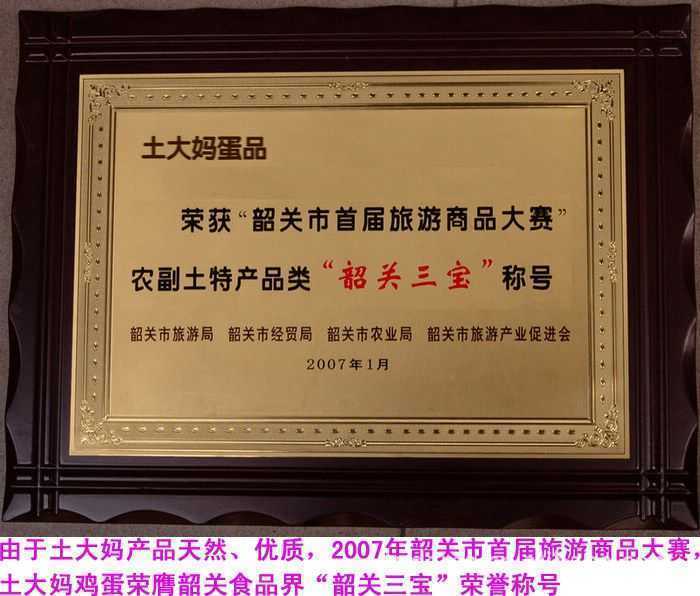 土大妈蛋品
荣获“韶关市首届旅游商品大赛”
农副土特产品类“韶关三宝”称号
韶关市旅游局 韶关市经贸局 韶关市农业局 韶关市旅游产业促进会
2007年1月
由于土大妈产品天然、优质，2007年韶关市首届旅游商品大赛，
土大妈鸡蛋荣膺韶关食品界“韶关三宝”荣誉称号